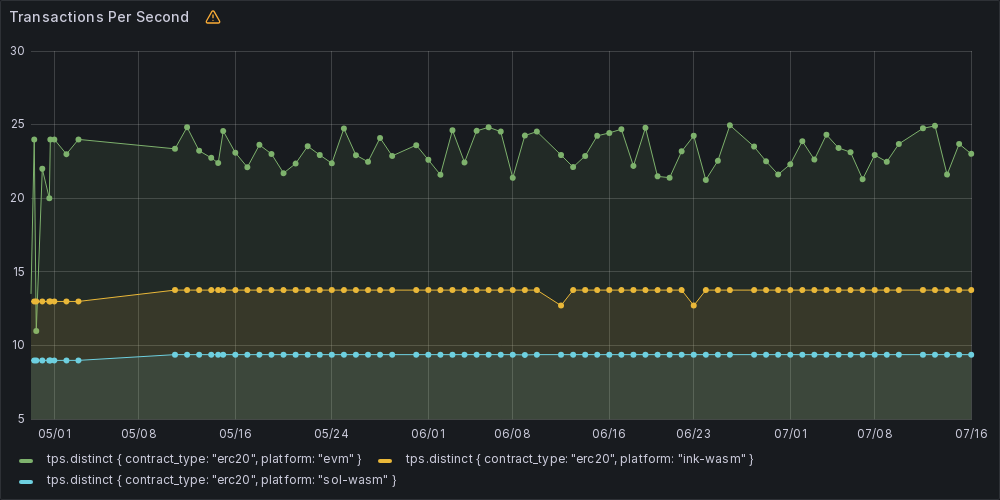 Transactions Per Second
30
25
20
15
10
5
05/01 05/08 05/16 05/24 06/01 06/08 06/16 06/23 07/01 07/08 07/16
tps.distinct { contract_type: "erc20", platform: "evm" } tps.distinct { contract_type: "erc20", platform: "ink-wasm" }
tps.distinct { contract_type: "erc20", platform: "sol-wasm" }